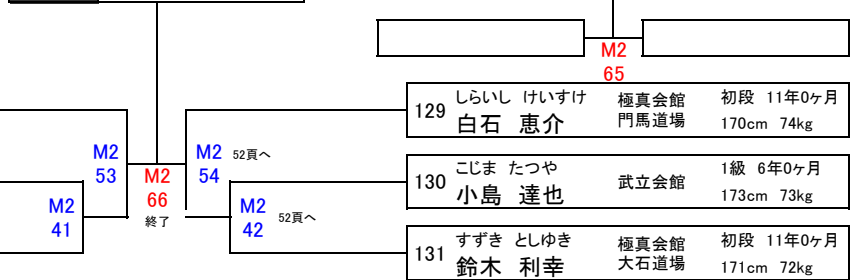 M2
65
129 しらいし けいすけ 極真会館 初段 11年0ヶ月
白石 恵介 門馬道場 170cm 74kg
M2
53
M2
66
終了
M2 52頁へ
54
130 こじま たつや 武立会館 1級 6年0ヶ月
小島 達也 173cm 73kg
M2
41
M2 52頁へ
42
131 すずき としゆき 極真会館 初段 11年0ヶ月
鈴木 利幸 大石道場 171cm 72kg